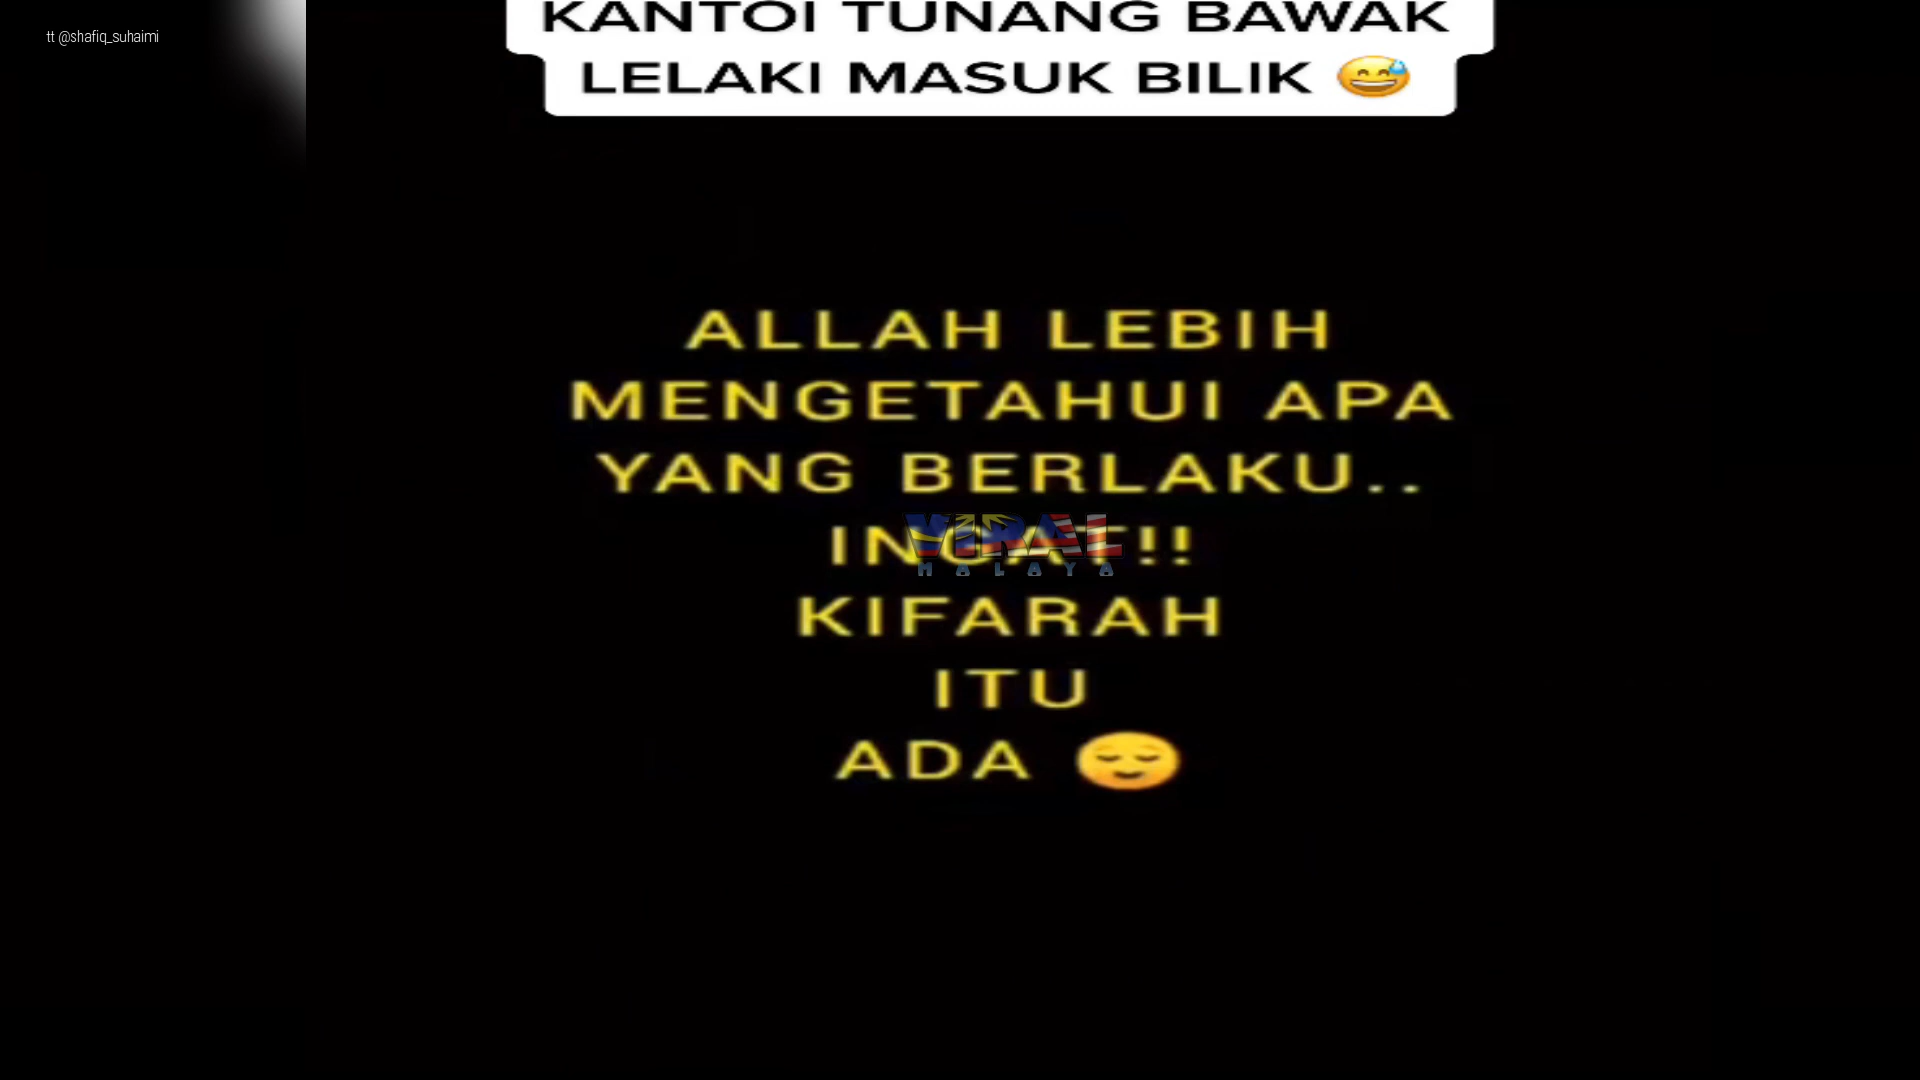 tt @shafiq_suhaimi
KANTOI TUNANG BAWAK
LELAKI MASUK BILIK 😅
ALLAH LEBIH
MENGETAHUI APA
YANG BERLAKU..
INGAT!!
VIRAL
MALAYA
KIFARAH
ITU
ADA 😌